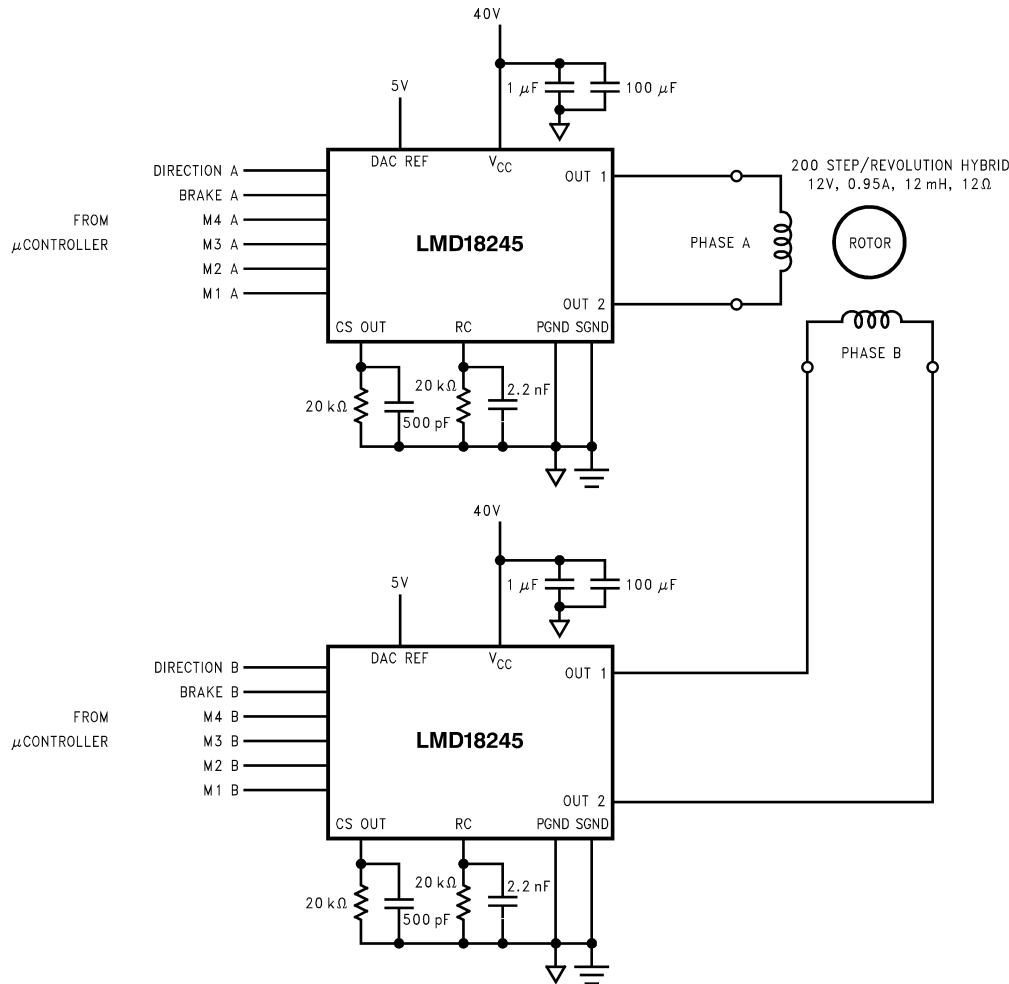 40V
1 μF
100 μF
5V
DAC REF
VCC
DIRECTION A
BRAKE A
M4 A
M3 A
M2 A
M1 A
FROM
μCONTROLLER
LMD18245
OUT 1
OUT 2
CS OUT
RC
PGND
SGND
20 kΩ
500 pF
20 kΩ
2.2 nF
PHASE A
200 STEP/REVOLUTION HYBRID
12V, 0.95A, 12 mH, 12Ω
ROTOR
PHASE B
40V
1 μF
100 μF
5V
DAC REF
VCC
DIRECTION B
BRAKE B
M4 B
M3 B
M2 B
M1 B
FROM
μCONTROLLER
LMD18245
OUT 1
OUT 2
CS OUT
RC
PGND
SGND
20 kΩ
500 pF
20 kΩ
2.2 nF